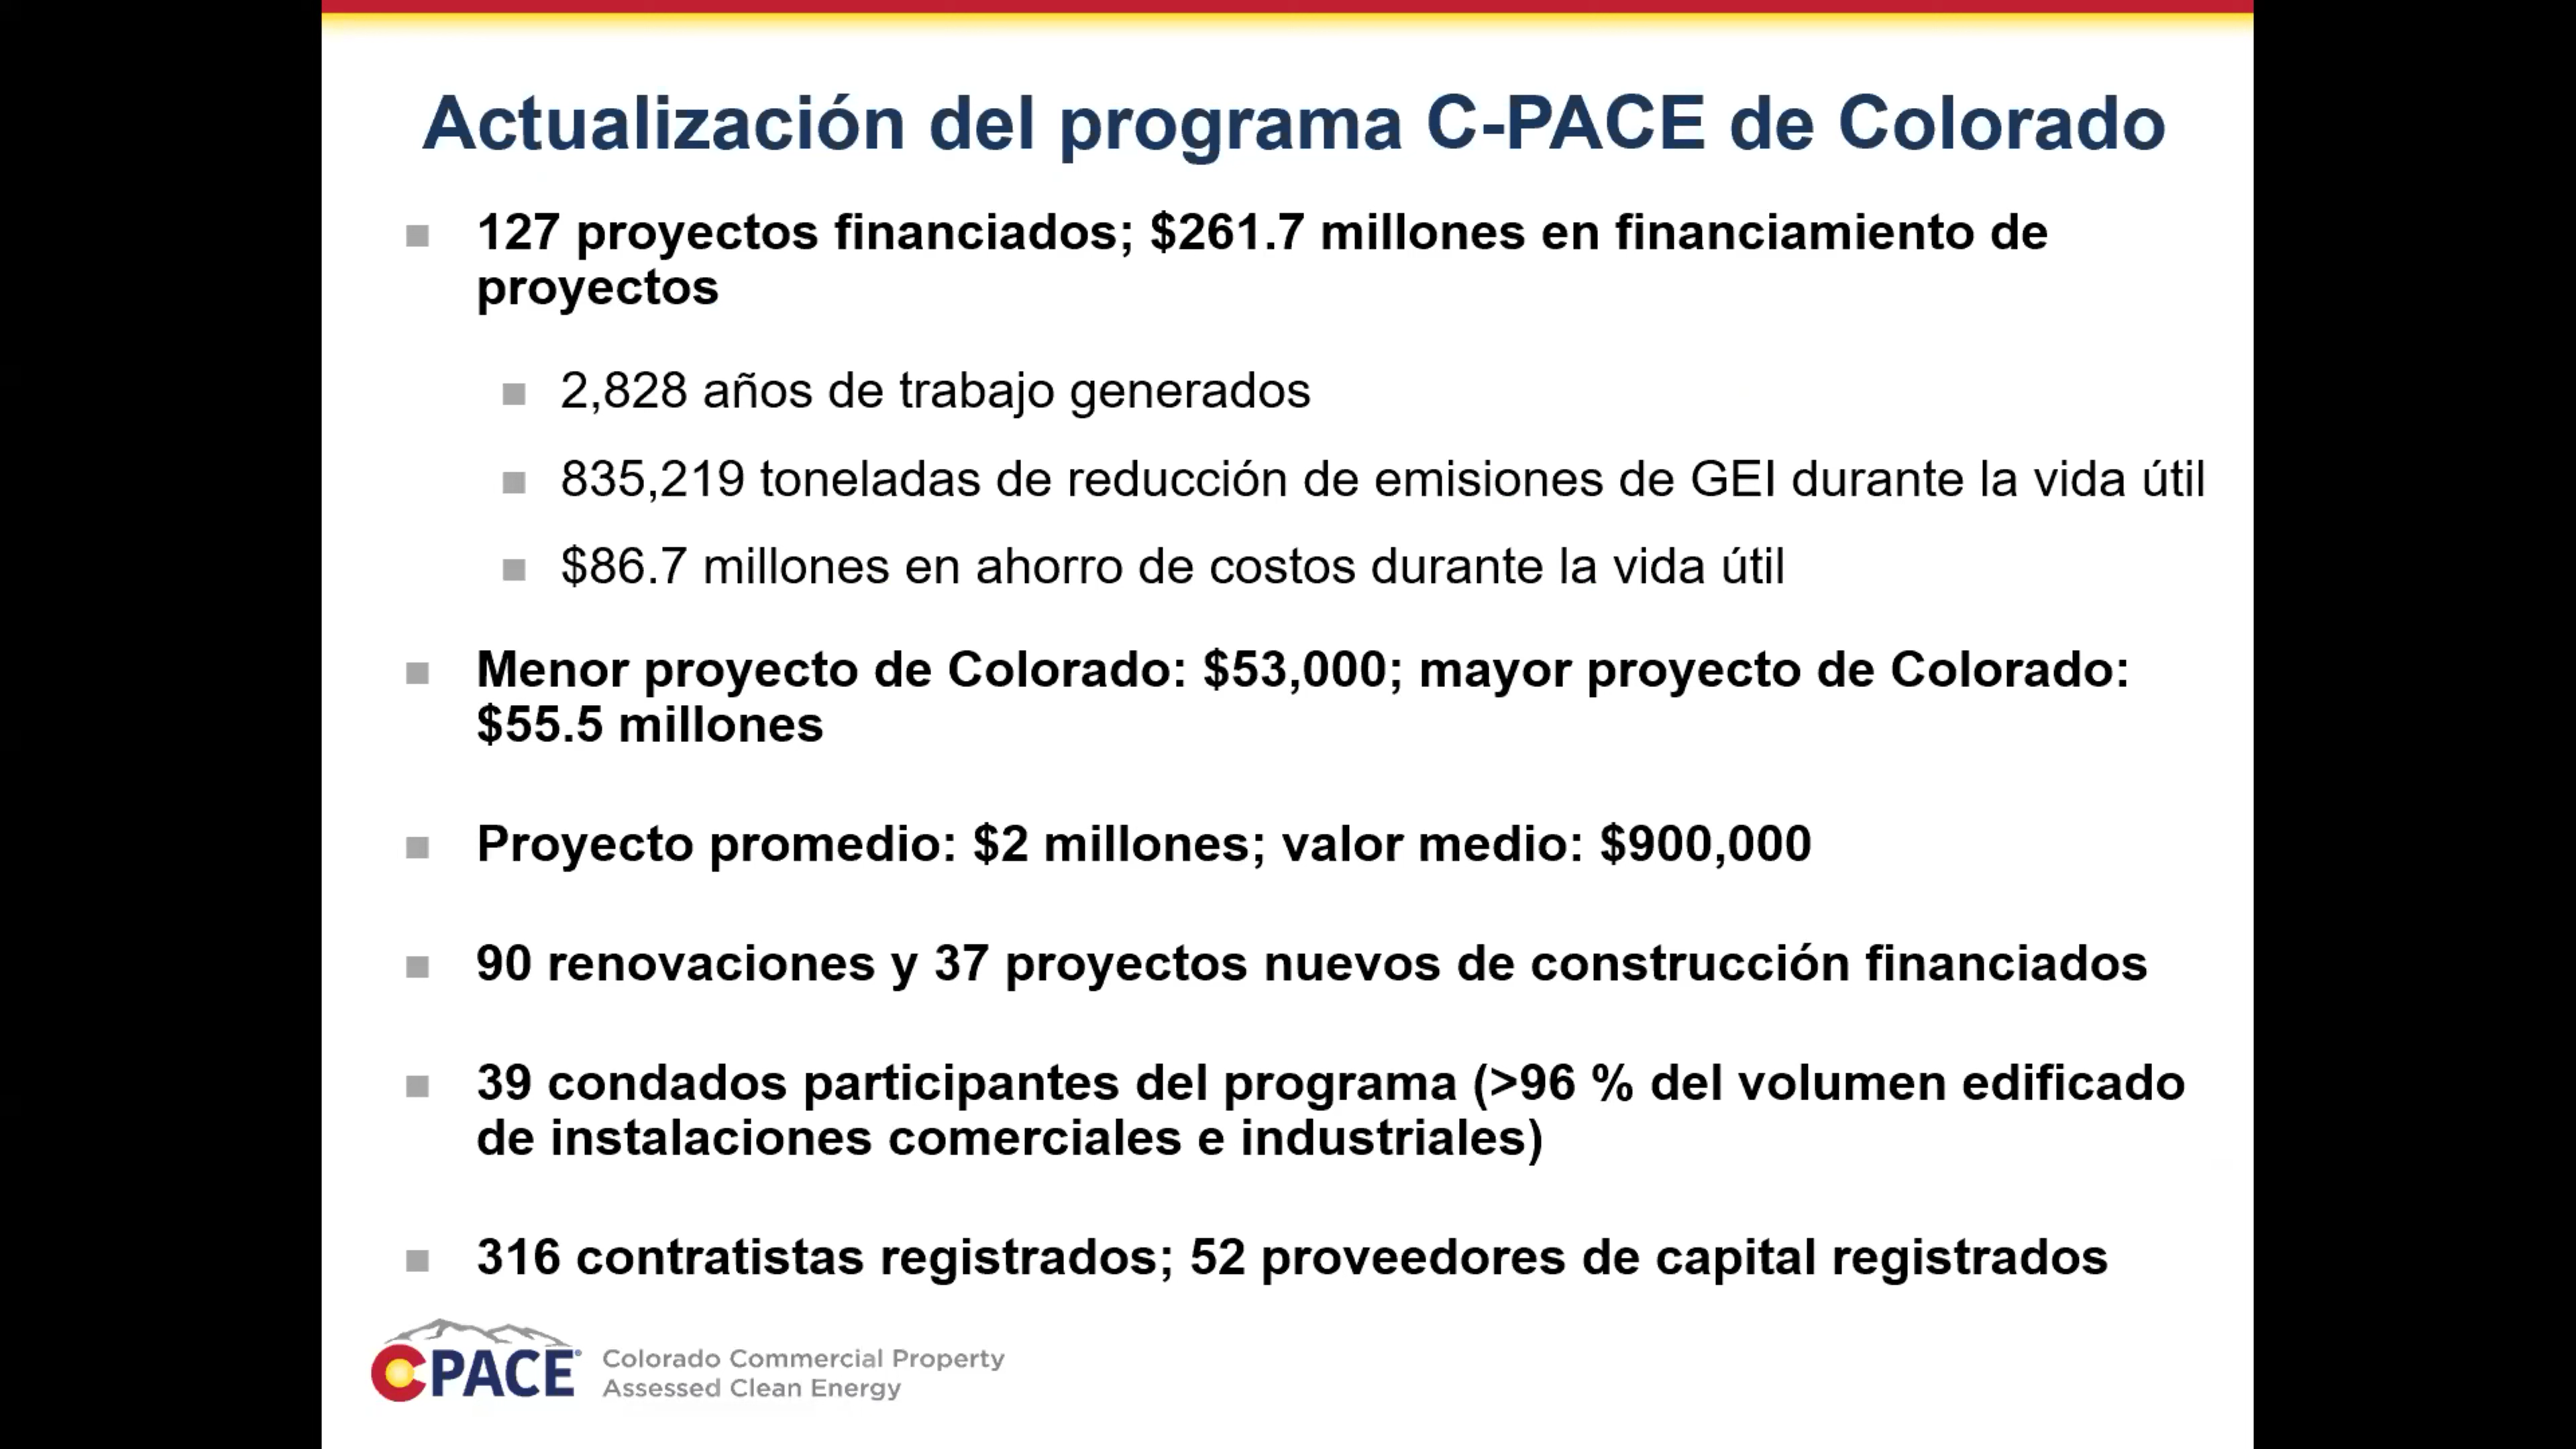 Actualización del programa C-PACE de Colorado
127 proyectos financiados; $261.7 millones en financiamiento de
proyectos
2,828 años de trabajo generados
835,219 toneladas de reducción de emisiones de GEI durante la vida útil
$86.7 millones en ahorro de costos durante la vida útil
Menor proyecto de Colorado: $53,000; mayor proyecto de Colorado:
$55.5 millones
Proyecto promedio: $2 millones; valor medio: $900,000
90 renovaciones y 37 proyectos nuevos de construcción financiados
39 condados participantes del programa (>96 % del volumen edificado
de instalaciones comerciales e industriales)
316 contratistas registrados; 52 proveedores de capital registrados
CPACE®
Colorado Commercial Property
Assessed Clean Energy